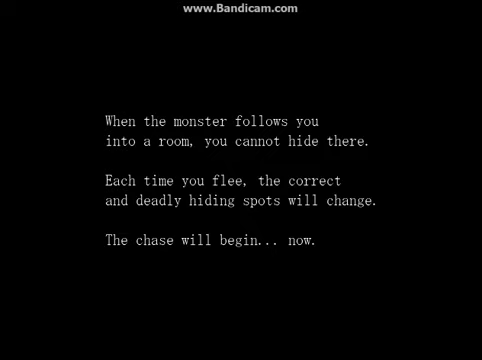 www.Bandicam.com
When the monster follows you
into a room, you cannot hide there.
Each time you flee, the correct
and deadly hiding spots will change.
The chase will begin... now.